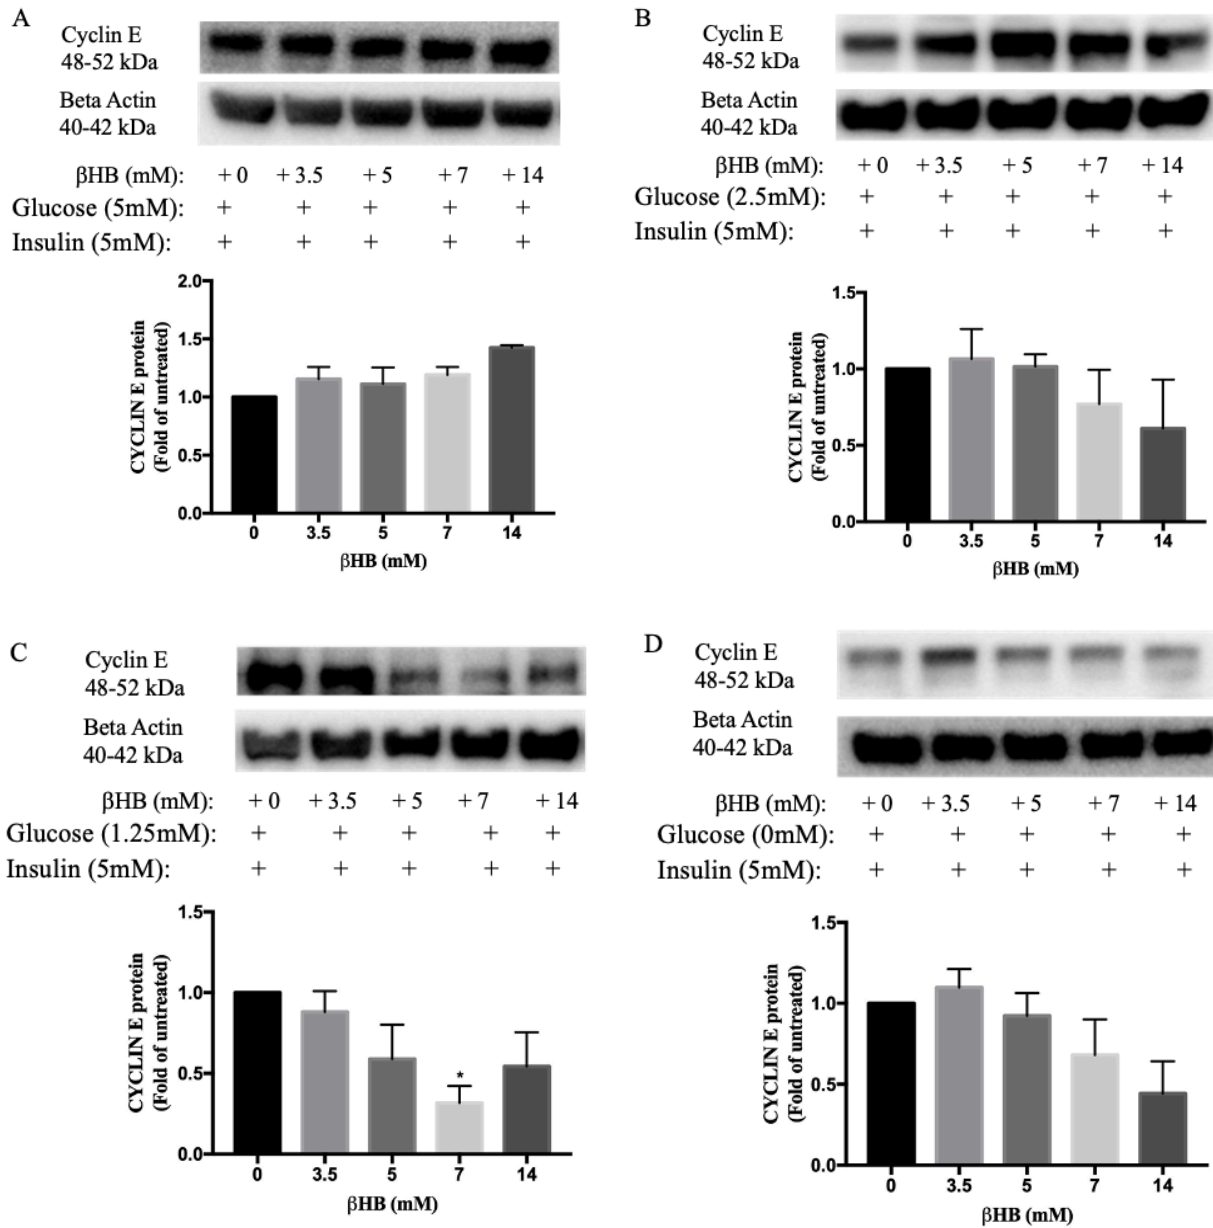 A
Cyclin E
48-52 kDa
Beta Actin
40-42 kDa
βHB (mM): + 0 + 3.5 + 5 + 7 + 14
Glucose (5mM): + + + + +
Insulin (5mM): + + + + +
CYCLIN E protein
(Fold of untreated)
2.0
1.5
1.0
0.5
0.0
0 3.5 5 7 14
βHB (mM)
B
Cyclin E
48-52 kDa
Beta Actin
40-42 kDa
βHB (mM): + 0 + 3.5 + 5 + 7 + 14
Glucose (2.5mM): + + + + +
Insulin (5mM): + + + + +
CYCLIN E protein
(Fold of untreated)
1.5
1.0
0.5
0.0
0 3.5 5 7 14
βHB (mM)
C
Cyclin E
48-52 kDa
Beta Actin
40-42 kDa
βHB (mM): + 0 + 3.5 + 5 + 7 + 14
Glucose (1.25mM): + + + + +
Insulin (5mM): + + + + +
CYCLIN E protein
(Fold of untreated)
1.5
1.0
0.5
0.0
*
0 3.5 5 7 14
βHB (mM)
D
Cyclin E
48-52 kDa
Beta Actin
40-42 kDa
βHB (mM): + 0 + 3.5 + 5 + 7 + 14
Glucose (0mM): + + + + +
Insulin (5mM): + + + + +
CYCLIN E protein
(Fold of untreated)
1.5
1.0
0.5
0.0
0 3.5 5 7 14
βHB (mM)